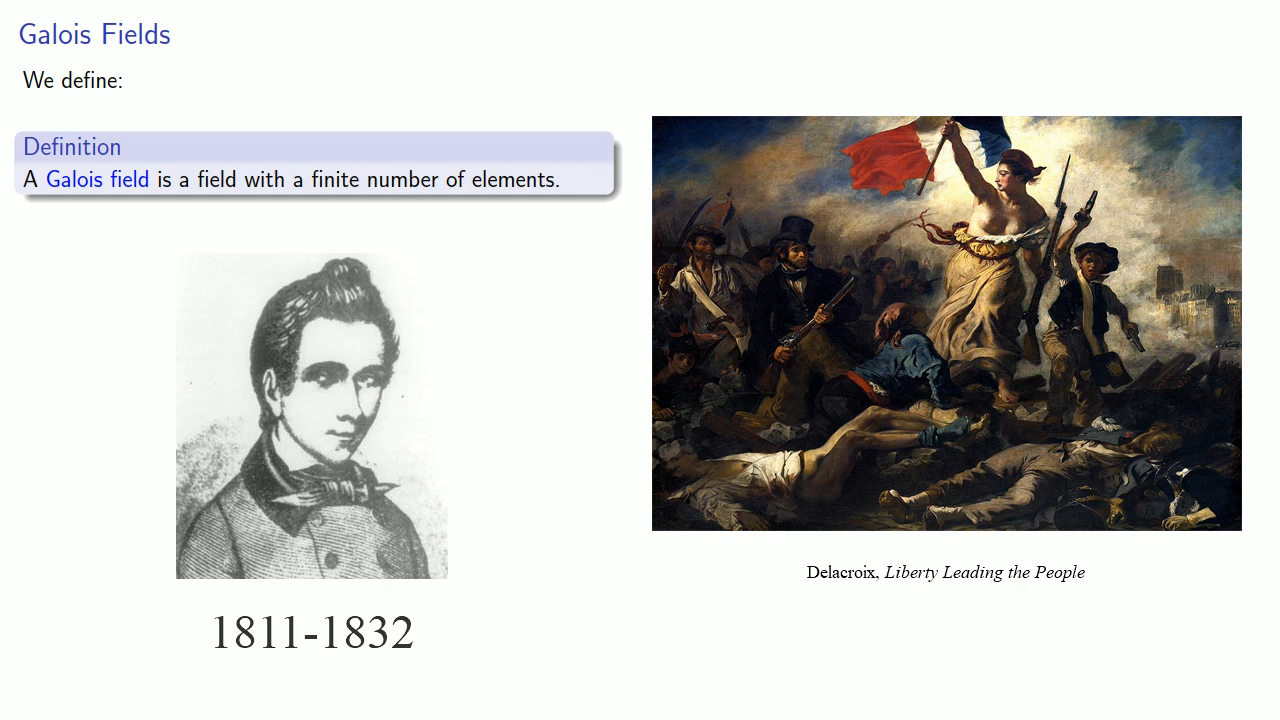 Galois Fields
We define:
Definition
A Galois field is a field with a finite number of elements.
1811-1832
Delacroix, Liberty Leading the People